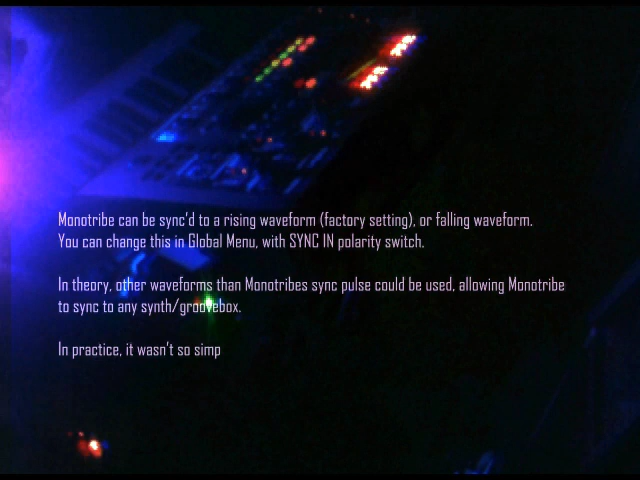 Monotribe can be sync'd to a rising waveform (factory setting), or falling waveform.
You can change this in Global Menu, with SYNC IN polarity switch.
In theory, other waveforms than Monotribes sync pulse could be used, allowing Monotribe
to sync to any synth/groovebox.
In practice, it wasn't so simp